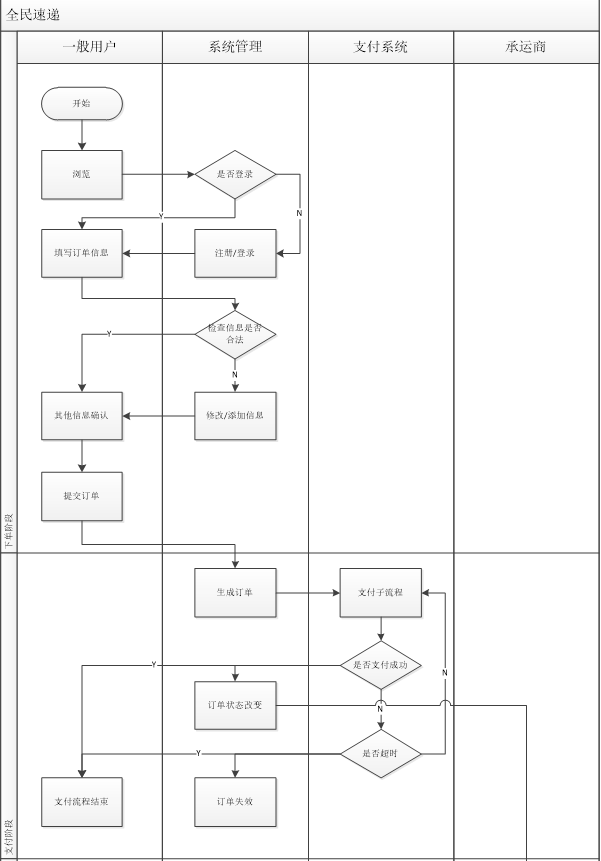 全民速递
一般用户
系统管理
支付系统
承运商
开始
浏览
是否登录
Y
N
填写订单信息
注册/登录
检查信息是否
合法
Y
N
其他信息确认
修改/添加信息
提交订单
下单阶段
生成订单
支付子流程
是否支付成功
Y
N
N
订单状态改变
是否超时
Y
支付流程结束
订单失效
支付阶段